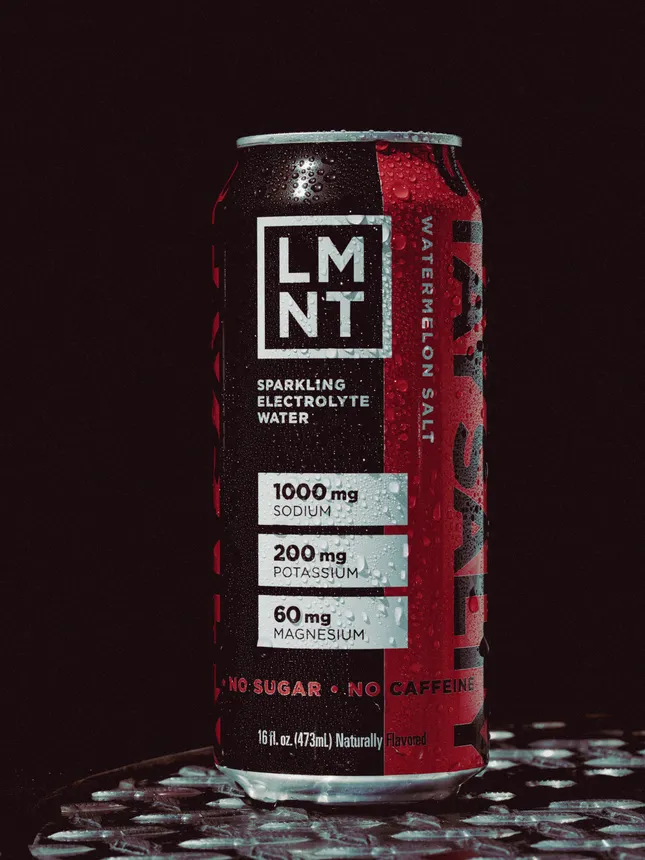 LM
NT
SPARKLING
ELECTROLYTE
WATER
1000 mg
SODIUM
200 mg
POTASSIUM
60 mg
MAGNESIUM
• NO SUGAR • NO CAFFEINE
16 fl. oz. (473mL) Naturally Flavored
WATERMELON SALT
SALTY